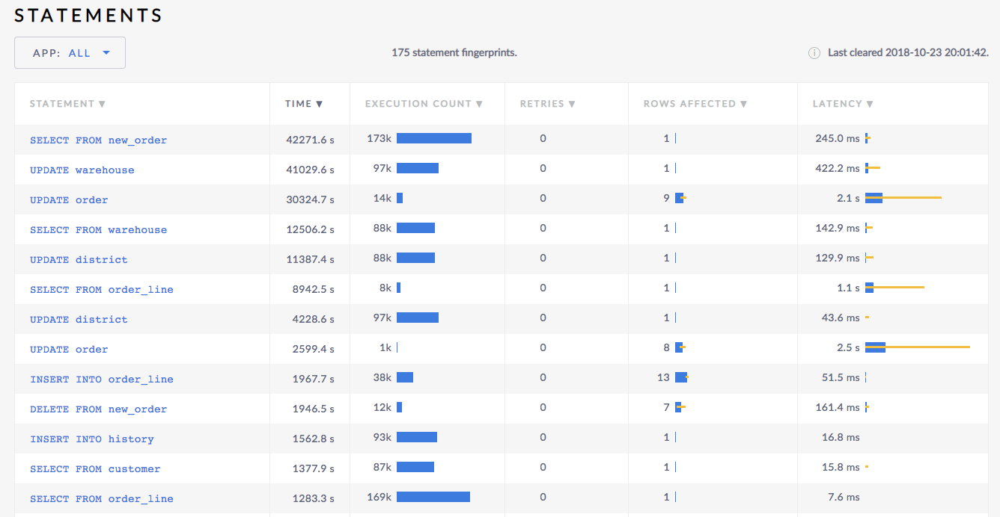 STATEMENTS
APP: ALL
175 statement fingerprints.
Last cleared 2018-10-23 20:01:42.
STATEMENT ▼ TIME ▼ EXECUTION COUNT ▼ RETRIES ▼ ROWS AFFECTED ▼ LATENCY ▼
SELECT FROM new_order 42271.6 s 173k 0 1 245.0 ms
UPDATE warehouse 41029.6 s 97k 0 1 422.2 ms
UPDATE order 30324.7 s 14k 0 9 2.1 s
SELECT FROM warehouse 12506.2 s 88k 0 1 142.9 ms
UPDATE district 11387.4 s 88k 0 1 129.9 ms
SELECT FROM order_line 8942.5 s 8k 0 1 1.1 s
UPDATE district 4228.6 s 97k 0 1 43.6 ms
UPDATE order 2599.4 s 1k 0 8 2.5 s
INSERT INTO order_line 1967.7 s 38k 0 13 51.5 ms
DELETE FROM new_order 1946.5 s 12k 0 7 161.4 ms
INSERT INTO history 1562.8 s 93k 0 1 16.8 ms
SELECT FROM customer 1377.9 s 87k 0 1 15.8 ms
SELECT FROM order_line 1283.3 s 169k 0 1 7.6 ms